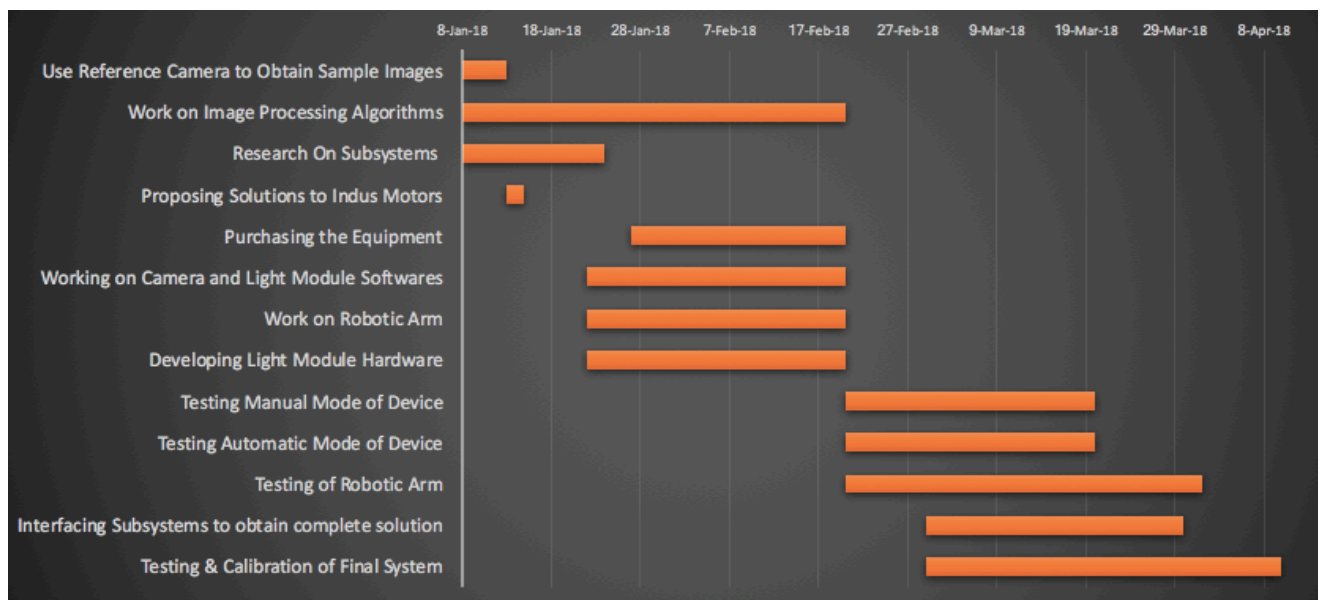 8-Jan-18 18-Jan-18 28-Jan-18 7-Feb-18 17-Feb-18 27-Feb-18 9-Mar-18 19-Mar-18 29-Mar-18 8-Apr-18
Use Reference Camera to Obtain Sample Images
Work on Image Processing Algorithms
Research On Subsystems
Proposing Solutions to Indus Motors
Purchasing the Equipment
Working on Camera and Light Module Softwares
Work on Robotic Arm
Developing Light Module Hardware
Testing Manual Mode of Device
Testing Automatic Mode of Device
Testing of Robotic Arm
Interfacing Subsystems to obtain complete solution
Testing & Calibration of Final System